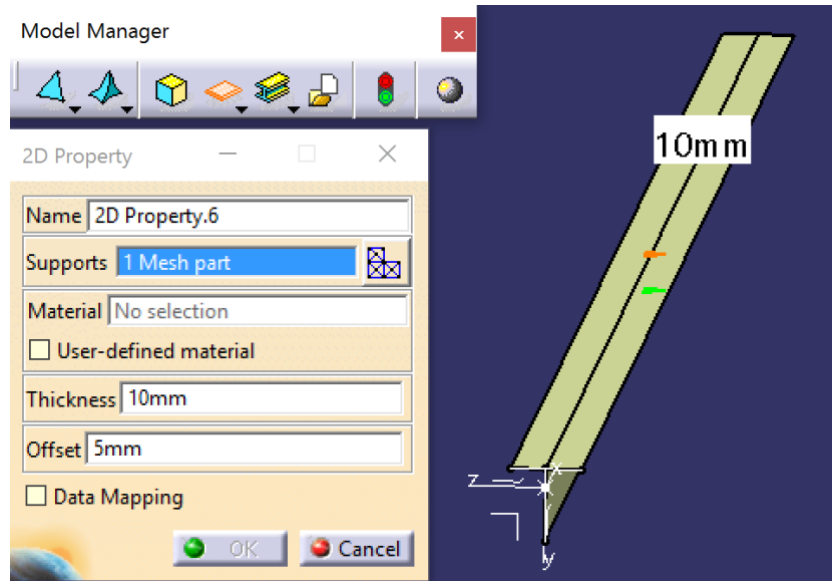 Model Manager
2D Property
Name 2D Property.6
Supports 1 Mesh part
Material No selection
User-defined material
Thickness 10mm
Offset 5mm
Data Mapping
OK Cancel
10mm
z x
y